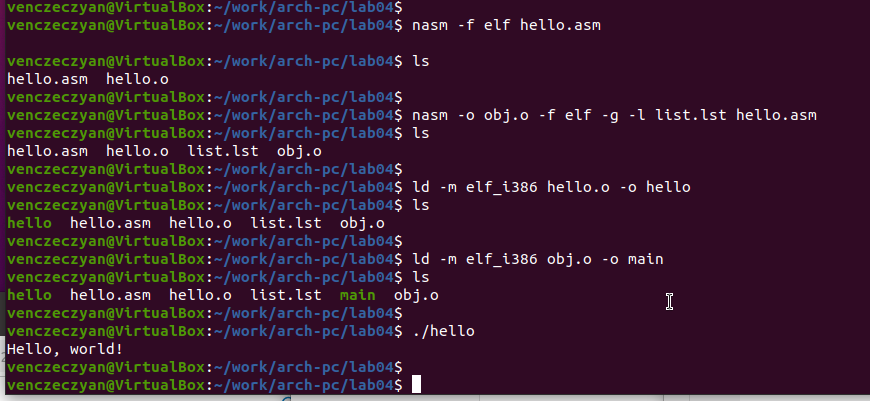 venczeczyan@VirtualBox:~/work/arch-pc/lab04$
venczeczyan@VirtualBox:~/work/arch-pc/lab04$ nasm -f elf hello.asm
venczeczyan@VirtualBox:~/work/arch-pc/lab04$ ls
hello.asm  hello.o
venczeczyan@VirtualBox:~/work/arch-pc/lab04$
venczeczyan@VirtualBox:~/work/arch-pc/lab04$ nasm -o obj.o -f elf -g -l list.lst hello.asm
venczeczyan@VirtualBox:~/work/arch-pc/lab04$ ls
hello.asm  hello.o  list.lst  obj.o
venczeczyan@VirtualBox:~/work/arch-pc/lab04$
venczeczyan@VirtualBox:~/work/arch-pc/lab04$ ld -m elf_i386 hello.o -o hello
venczeczyan@VirtualBox:~/work/arch-pc/lab04$ ls
hello  hello.asm  hello.o  list.lst  obj.o
venczeczyan@VirtualBox:~/work/arch-pc/lab04$
venczeczyan@VirtualBox:~/work/arch-pc/lab04$ ld -m elf_i386 obj.o -o main
venczeczyan@VirtualBox:~/work/arch-pc/lab04$ ls
hello  hello.asm  hello.o  list.lst  main  obj.o
venczeczyan@VirtualBox:~/work/arch-pc/lab04$
venczeczyan@VirtualBox:~/work/arch-pc/lab04$ ./hello
Hello, world!
venczeczyan@VirtualBox:~/work/arch-pc/lab04$
venczeczyan@VirtualBox:~/work/arch-pc/lab04$